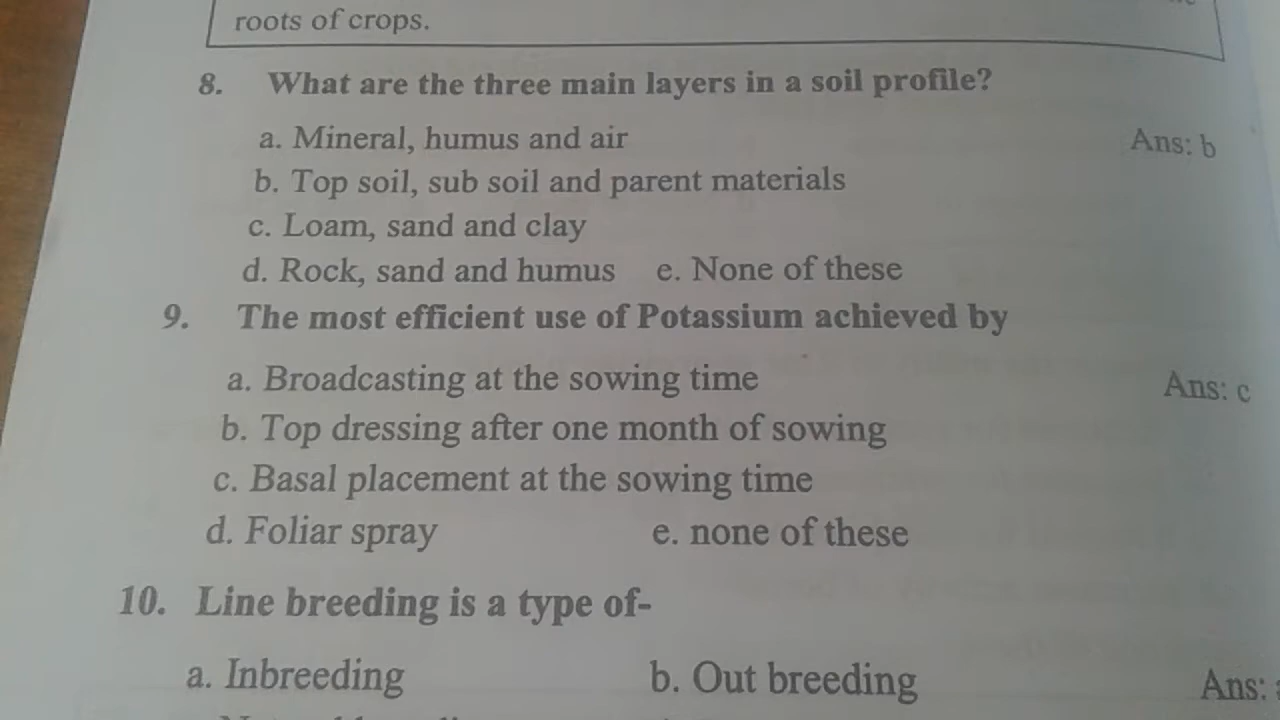 roots of crops.
8. What are the three main layers in a soil profile?
a. Mineral, humus and air Ans: b
b. Top soil, sub soil and parent materials
c. Loam, sand and clay
d. Rock, sand and humus e. None of these
9. The most efficient use of Potassium achieved by
a. Broadcasting at the sowing time Ans: c
b. Top dressing after one month of sowing
c. Basal placement at the sowing time
d. Foliar spray e. none of these
10. Line breeding is a type of-
a. Inbreeding b. Out breeding Ans: